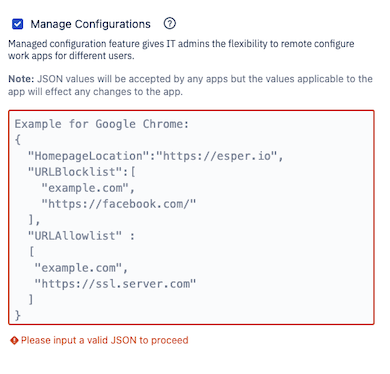 Manage Configurations ?
Managed configuration feature gives IT admins the flexibility to remote configure
work apps for different users.
Note: JSON values will be accepted by any apps but the values applicable to the
app will effect any changes to the app.
Example for Google Chrome:
{
  "HomepageLocation":"https://esper.io",
  "URLBlocklist":[
    "example.com",
    "https://facebook.com/"
  ],
  "URLAllowlist" :
  [
   "example.com",
   "https://ssl.server.com"
  ]
}
Please input a valid JSON to proceed